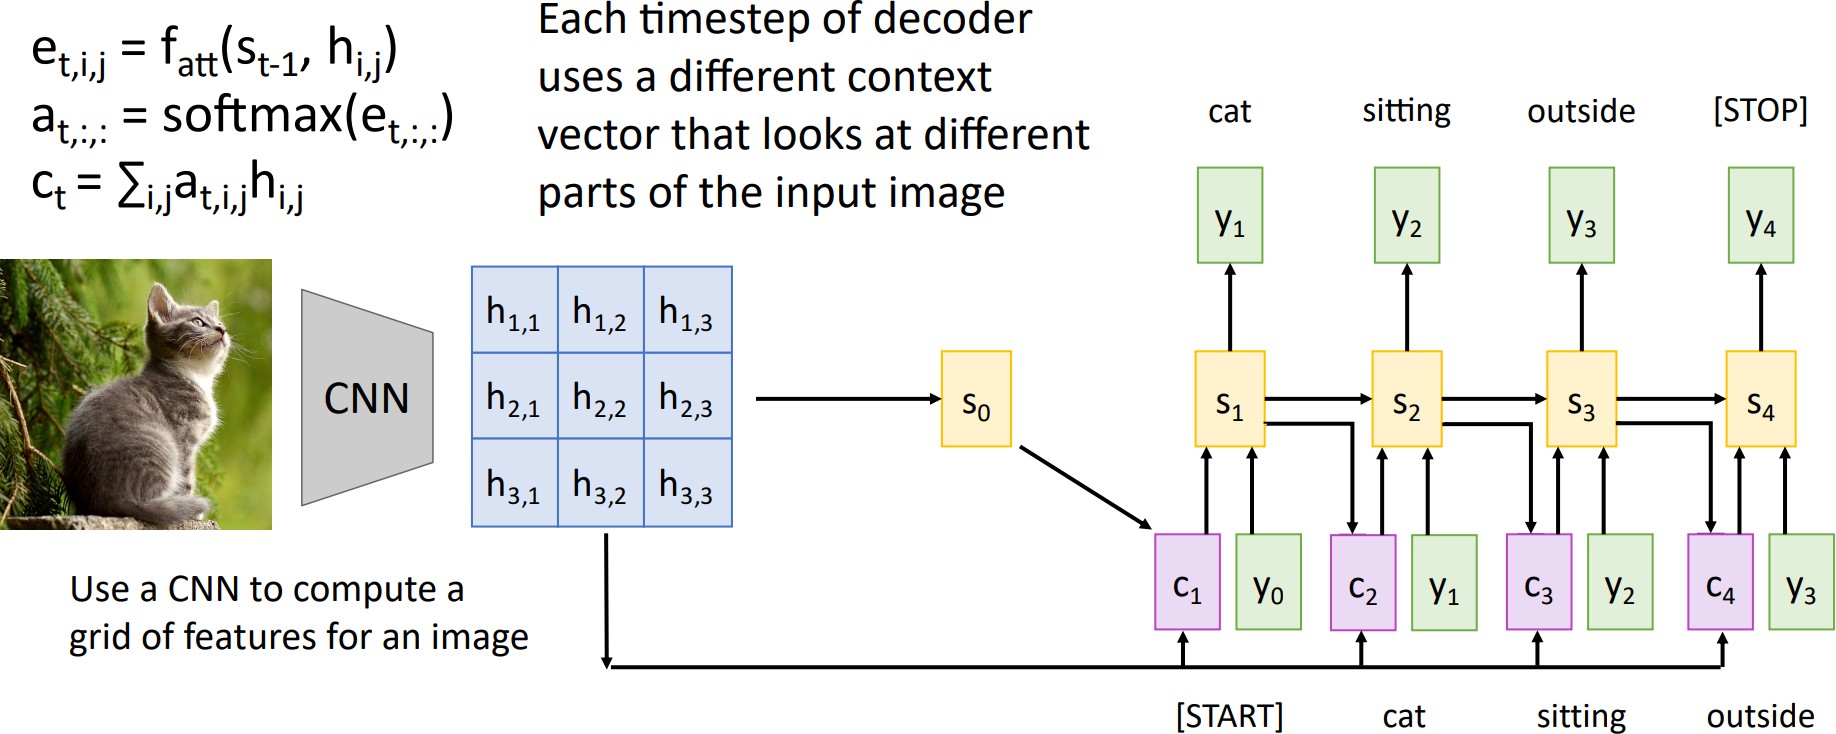 e_{t,i,j} = f_{att}(s_{t-1}, h_{i,j})
a_{t,:,:} = softmax(e_{t,:,:})
c_t = ∑_{i,j}a_{t,i,j}h_{i,j}
Each timestep of decoder
uses a different context
vector that looks at different
parts of the input image
cat sitting outside [STOP]
y_1 y_2 y_3 y_4
CNN
h_{1,1} h_{1,2} h_{1,3}
h_{2,1} h_{2,2} h_{2,3}
h_{3,1} h_{3,2} h_{3,3}
s_0 s_1 s_2 s_3 s_4
c_1 y_0 c_2 y_1 c_3 y_2 c_4 y_3
[START] cat sitting outside
Use a CNN to compute a
grid of features for an image